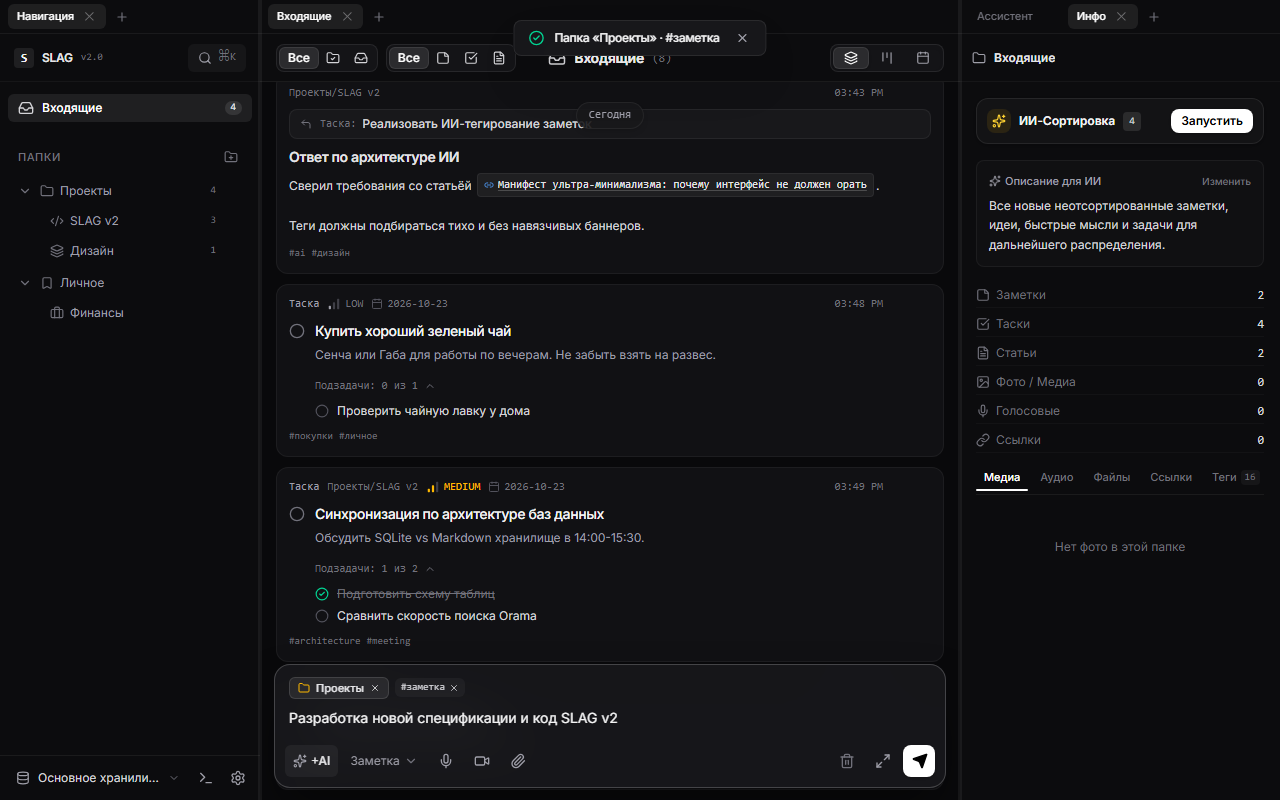 Навигация
Входящие
Ассистент
Инфо
S SLAG v2.0
⌘K
Все
Все
Входящие (8)
Папка «Проекты» · #заметка
Входящие
Входящие 4
ПАПКИ
Проекты 4
SLAG v2 3
Дизайн 1
Личное
Финансы
Основное хранили...
Проекты/SLAG v2 03:43 PM
Сегодня
Таска: Реализовать ИИ-тегирование заметок
Ответ по архитектуре ИИ
Сверил требования со статьёй Манифест ультра-минимализма: почему интерфейс не должен орать .
Теги должны подбираться тихо и без навязчивых баннеров.
#ai #дизайн
Таска LOW 2026-10-23 03:48 PM
Купить хороший зеленый чай
Сенча или Габа для работы по вечерам. Не забыть взять на развес.
Подзадачи: 0 из 1
Проверить чайную лавку у дома
#покупки #личное
Таска Проекты/SLAG v2 MEDIUM 2026-10-23 03:49 PM
Синхронизация по архитектуре баз данных
Обсудить SQLite vs Markdown хранилище в 14:00-15:30.
Подзадачи: 1 из 2
Подготовить схему таблиц
Сравнить скорость поиска Orama
#architecture #meeting
Проекты #заметка
Разработка новой спецификации и код SLAG v2
+AI Заметка
ИИ-Сортировка 4 Запустить
Описание для ИИ Изменить
Все новые неотсортированные заметки,
идеи, быстрые мысли и задачи для
дальнейшего распределения.
Заметки 2
Таски 4
Статьи 2
Фото / Медиа 0
Голосовые 0
Ссылки 0
Медиа Аудио Файлы Ссылки Теги 16
Нет фото в этой папке